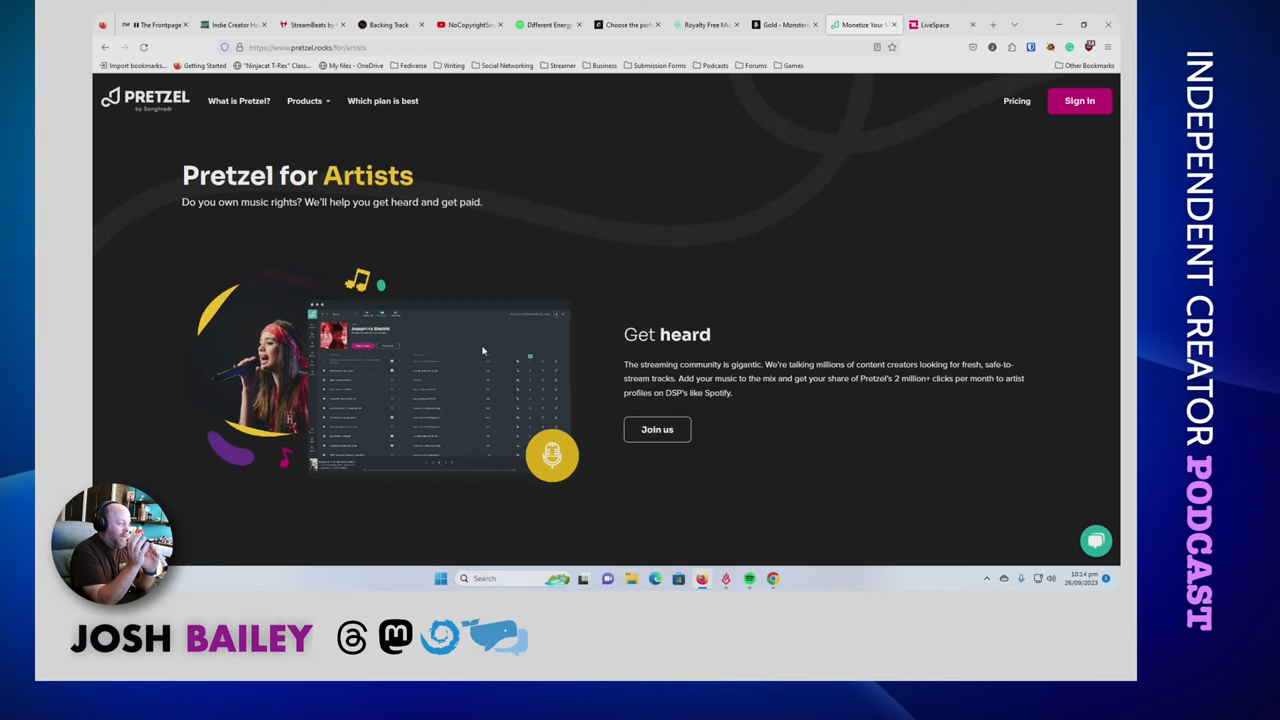 The Frontpage
Indie Creator Hu
StreamBeats by
Backing Track
NoCopyrightSou
Different Energy
Choose the perf
Royalty Free Mu
Gold - Monster
Monetize Your M
LiveSpace
https://www.pretzel.rocks/for/artists
Import bookmarks...
Getting Started
"Ninjacat T-Rex" Class...
My files - OneDrive
Fediverse
Writing
Social Networking
Streamer
Business
Submission Forms
Podcasts
Forums
Games
Other Bookmarks
PRETZEL
by Songtradr
What is Pretzel?
Products
Which plan is best
Pricing
Sign in
Pretzel for Artists
Do you own music rights? We'll help you get heard and get paid.
Get heard
The streaming community is gigantic. We're talking millions of content creators looking for fresh, safe-to-
stream tracks. Add your music to the mix and get your share of Pretzel's 2 million+ clicks per month to artist
profiles on DSP's like Spotify.
Join us
Search
10:14 pm
26/09/2023
JOSH BAILEY
INDEPENDENT CREATOR PODCAST